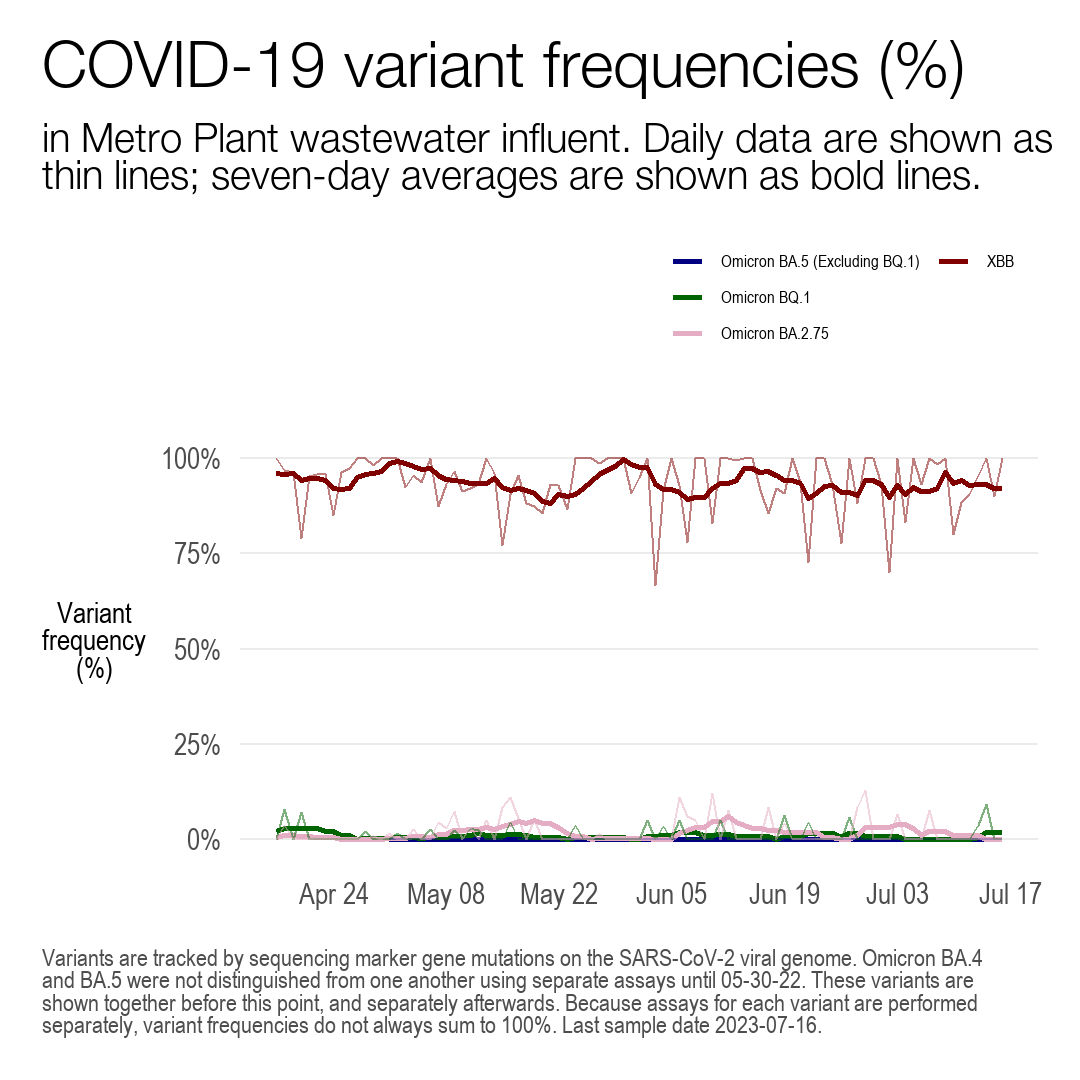 COVID-19 variant frequencies (%)
in Metro Plant wastewater influent. Daily data are shown as
thin lines; seven-day averages are shown as bold lines.
Omicron BA.5 (Excluding BQ.1)
XBB
Omicron BQ.1
Omicron BA.2.75
100%
75%
Variant
frequency
(%)
50%
25%
0%
Apr 24
May 08
May 22
Jun 05
Jun 19
Jul 03
Jul 17
Variants are tracked by sequencing marker gene mutations on the SARS-CoV-2 viral genome. Omicron BA.4
and BA.5 were not distinguished from one another using separate assays until 05-30-22. These variants are
shown together before this point, and separately afterwards. Because assays for each variant are performed
separately, variant frequencies do not always sum to 100%. Last sample date 2023-07-16.